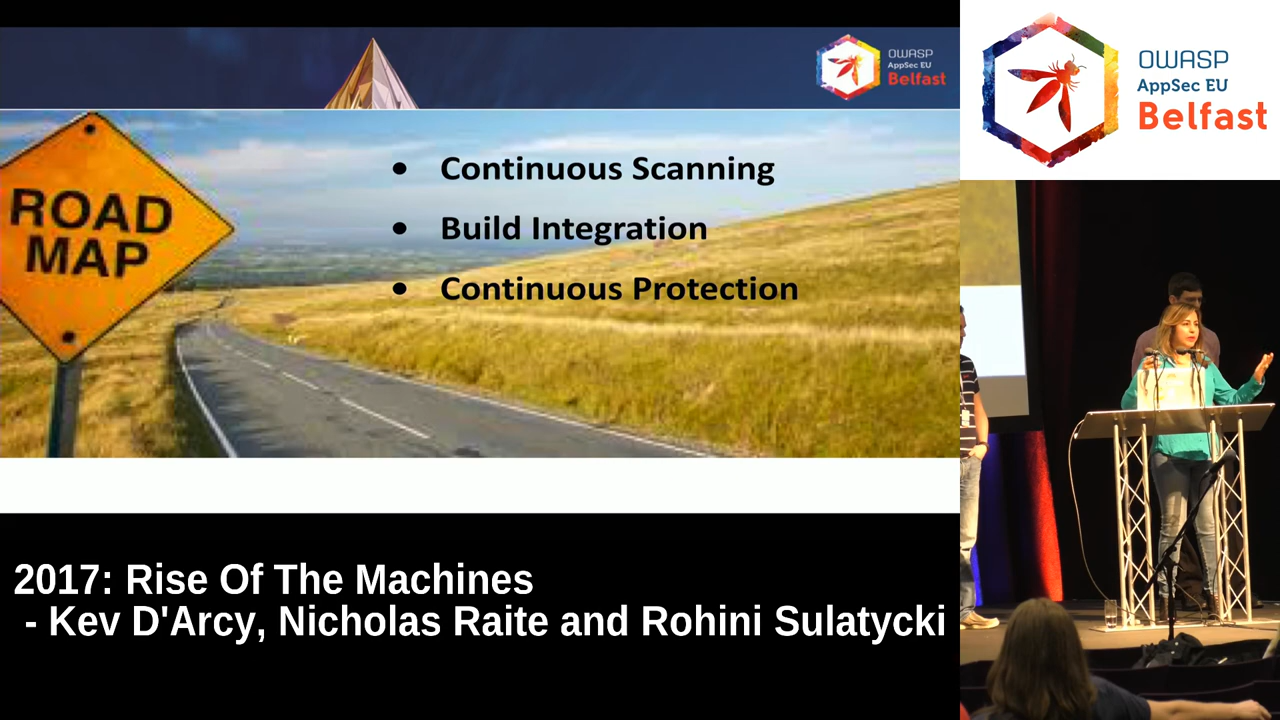 OWASP
AppSec EU
Belfast
OWASP
AppSec EU
Belfast
ROAD
MAP
• Continuous Scanning
• Build Integration
• Continuous Protection
2017: Rise Of The Machines
- Kev D'Arcy, Nicholas Raite and Rohini Sulatycki